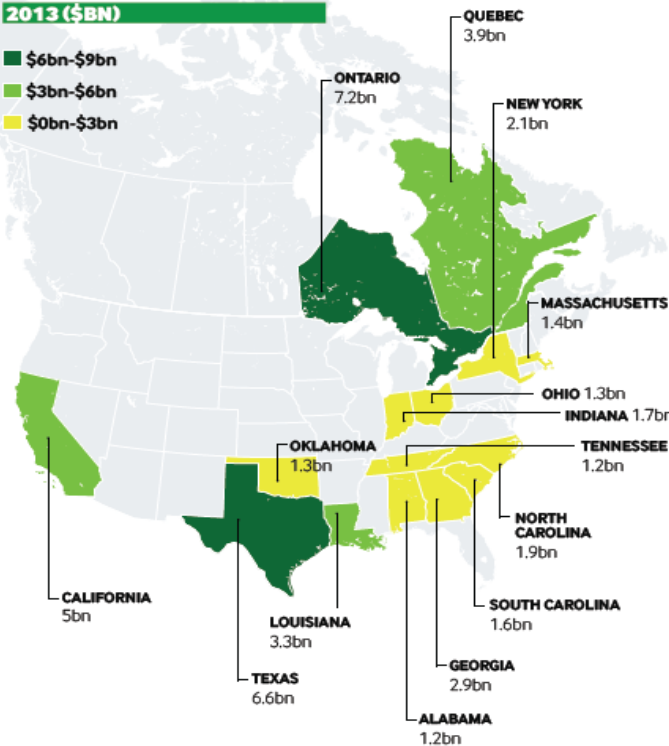 2013 ($BN)
$6bn-$9bn
$3bn-$6bn
$0bn-$3bn
QUEBEC
3.9bn
ONTARIO
7.2bn
NEW YORK
2.1bn
MASSACHUSETTS
1.4bn
OHIO 1.3bn
INDIANA 1.7bn
OKLAHOMA
1.3bn
TENNESSEE
1.2bn
NORTH
CAROLINA
1.9bn
CALIFORNIA
5bn
SOUTH CAROLINA
1.6bn
LOUISIANA
3.3bn
GEORGIA
2.9bn
TEXAS
6.6bn
ALABAMA
1.2bn